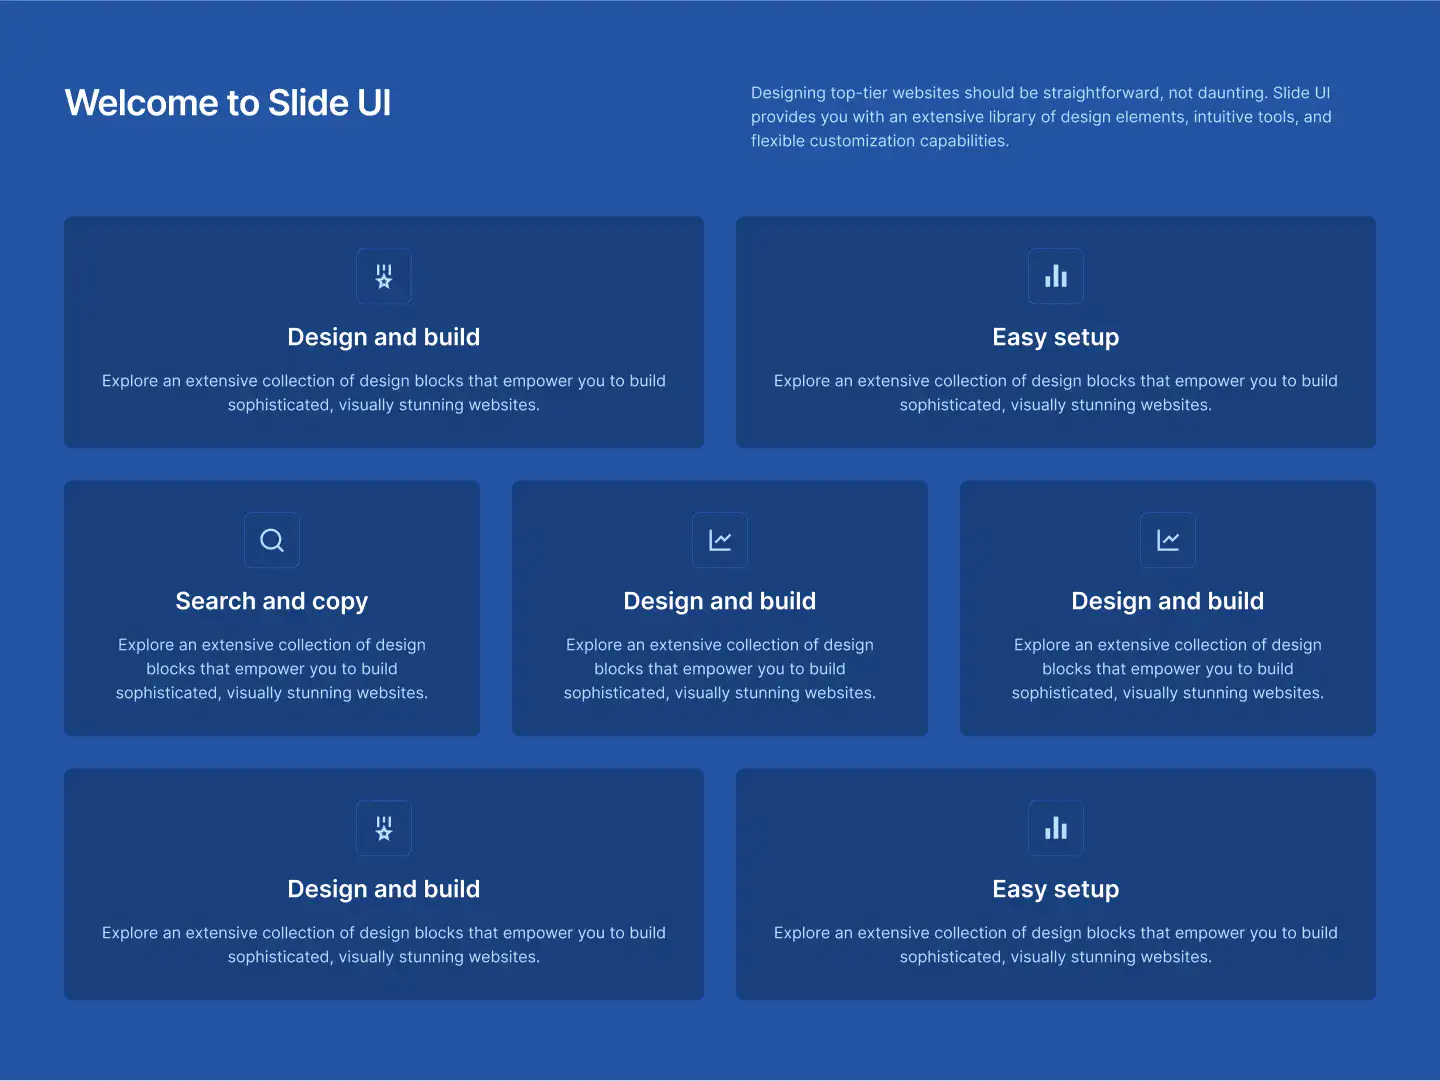 Welcome to Slide UI
Designing top-tier websites should be straightforward, not daunting. Slide UI
provides you with an extensive library of design elements, intuitive tools, and
flexible customization capabilities.
Design and build
Explore an extensive collection of design blocks that empower you to build
sophisticated, visually stunning websites.
Easy setup
Explore an extensive collection of design blocks that empower you to build
sophisticated, visually stunning websites.
Search and copy
Explore an extensive collection of design
blocks that empower you to build
sophisticated, visually stunning websites.
Design and build
Explore an extensive collection of design
blocks that empower you to build
sophisticated, visually stunning websites.
Design and build
Explore an extensive collection of design
blocks that empower you to build
sophisticated, visually stunning websites.
Design and build
Explore an extensive collection of design blocks that empower you to build
sophisticated, visually stunning websites.
Easy setup
Explore an extensive collection of design blocks that empower you to build
sophisticated, visually stunning websites.